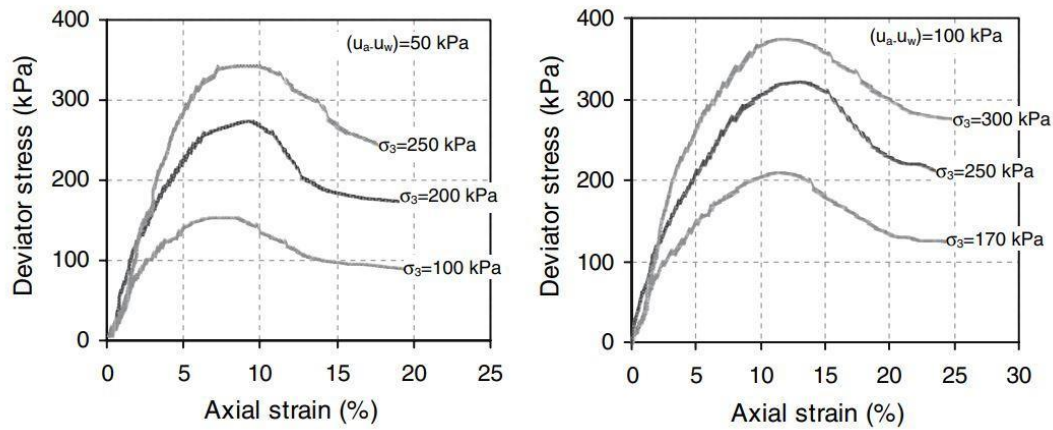 400
300
200
100
0
Deviator stress (kPa)
(uₐ-u_w)=50 kPa
σ₃=250 kPa
σ₃=200 kPa
σ₃=100 kPa
0 5 10 15 20 25
Axial strain (%)
400
300
200
100
0
Deviator stress (kPa)
(uₐ-u_w)=100 kPa
σ₃=300 kPa
σ₃=250 kPa
σ₃=170 kPa
0 5 10 15 20 25 30
Axial strain (%)